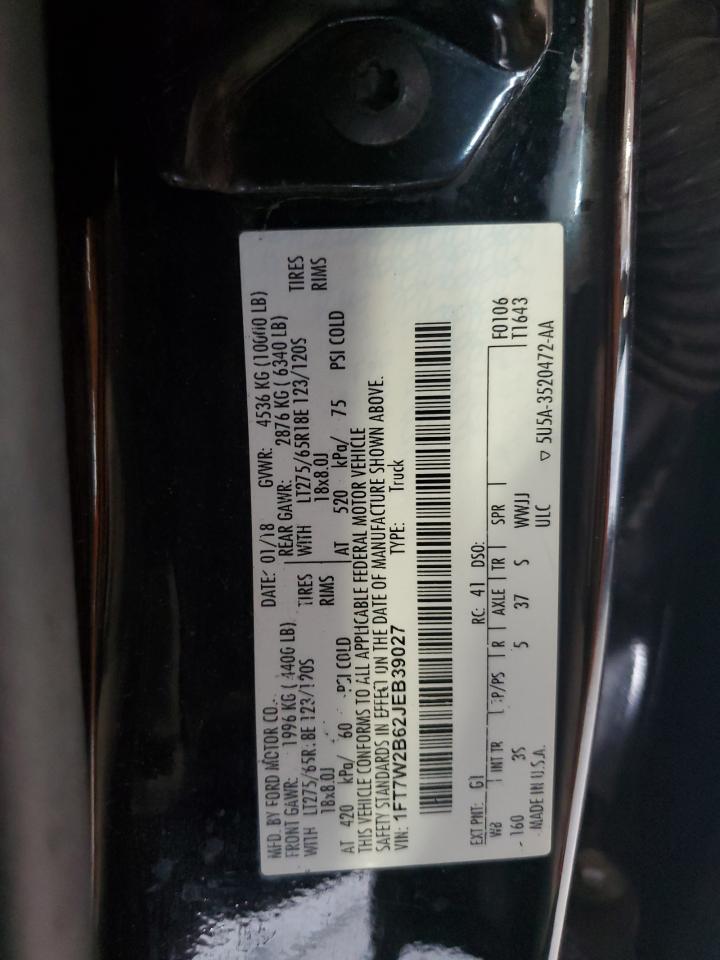 MFD. BY FORD MOTOR CO. DATE: 01/18 GVWR: 4536 KG (10000 LB)
FRONT GAWR: 1996 KG (4400 LB) REAR GAWR: 2876 KG (6340 LB)
WITH LT275/65R18E 123/120S TIRES WITH LT275/65R18E 123/120S TIRES
18x8.0J RIMS 18x8.0J RIMS
AT 420 kPa/ 60 PSI COLD AT 520 kPa/ 75 PSI COLD
THIS VEHICLE CONFORMS TO ALL APPLICABLE FEDERAL MOTOR VEHICLE
SAFETY STANDARDS IN EFFECT ON THE DATE OF MANUFACTURE SHOWN ABOVE.
VIN: 1FT7W2B62JEB39027 TYPE: Truck
EXT PNT: G1 RC: 41 DSO: F0106
WB INT TR TP/PS R AXLE TR SPR T1643
160 3S 5 37 S WWJJ
MADE IN U.S.A. ULC ▽ 5U5A-3520472-AA